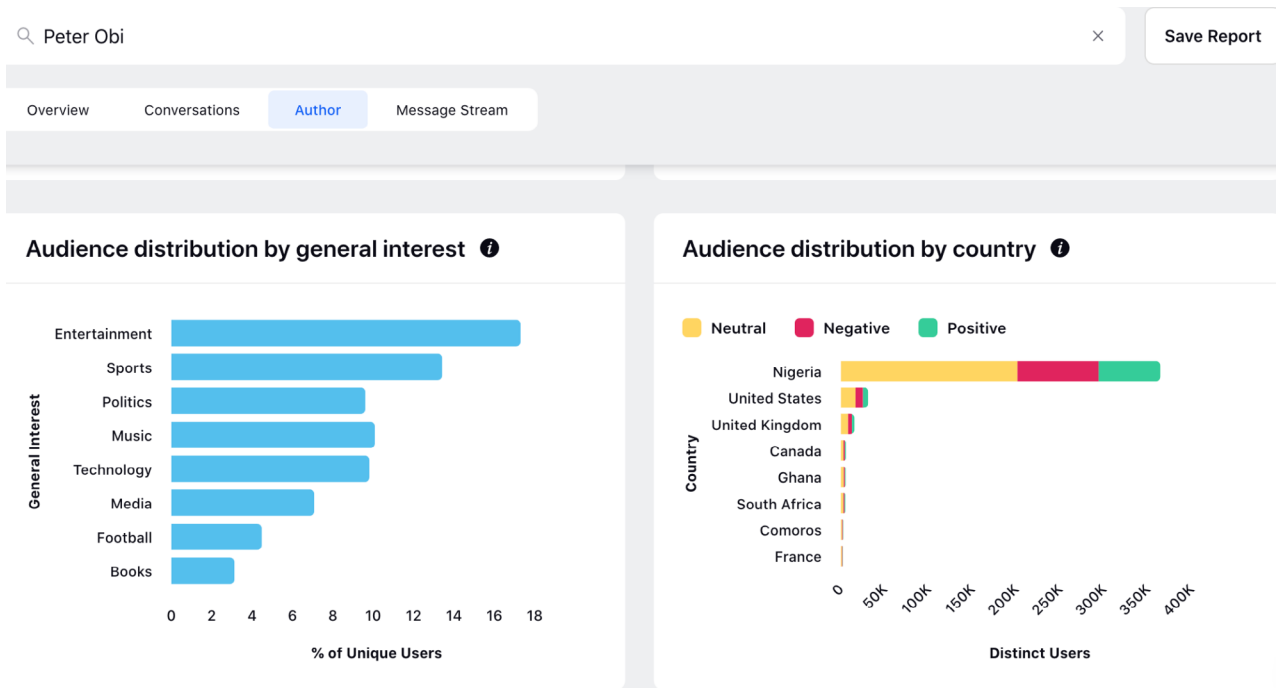 Peter Obi
Save Report
Overview Conversations Author Message Stream
Audience distribution by general interest i
General Interest
Entertainment
Sports
Politics
Music
Technology
Media
Football
Books
0 2 4 6 8 10 12 14 16 18
% of Unique Users
Audience distribution by country i
Neutral Negative Positive
Country
Nigeria
United States
United Kingdom
Canada
Ghana
South Africa
Comoros
France
0 50K 100K 150K 200K 250K 300K 350K 400K
Distinct Users